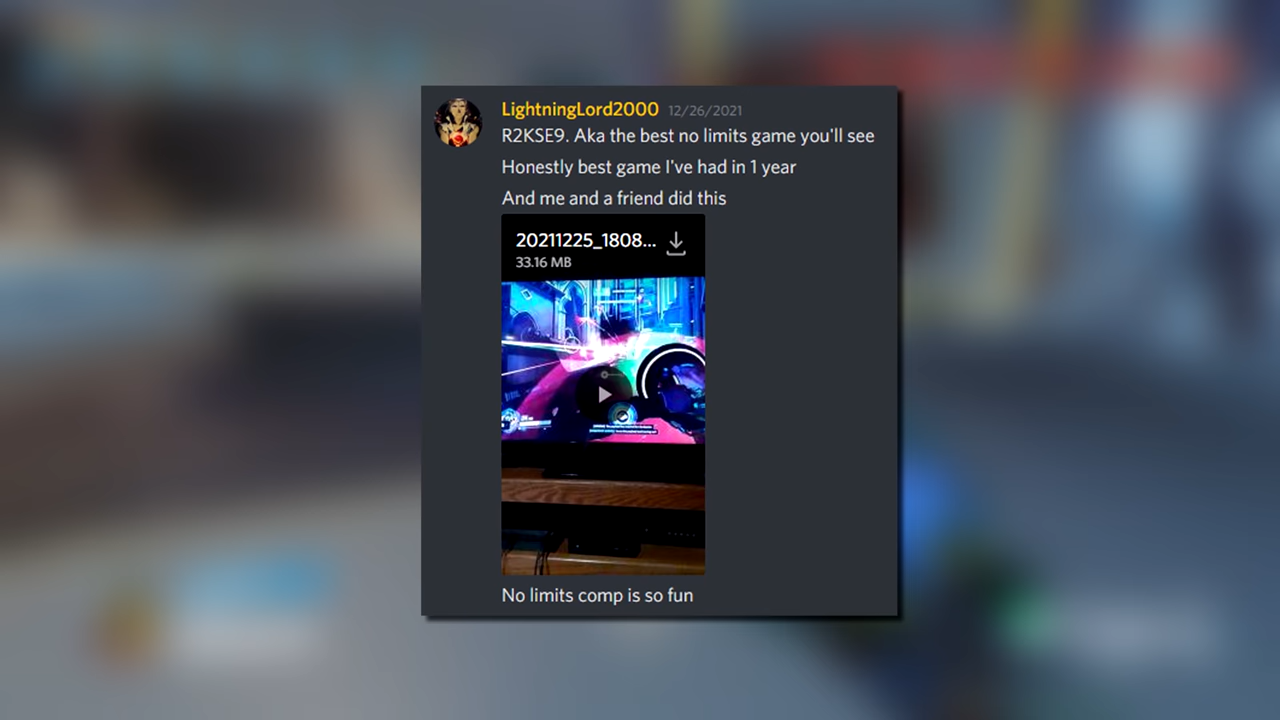 LightningLord2000 12/26/2021
R2KSE9. Aka the best no limits game you'll see
Honestly best game I've had in 1 year
And me and a friend did this
20211225_1808...
33.16 MB
No limits comp is so fun